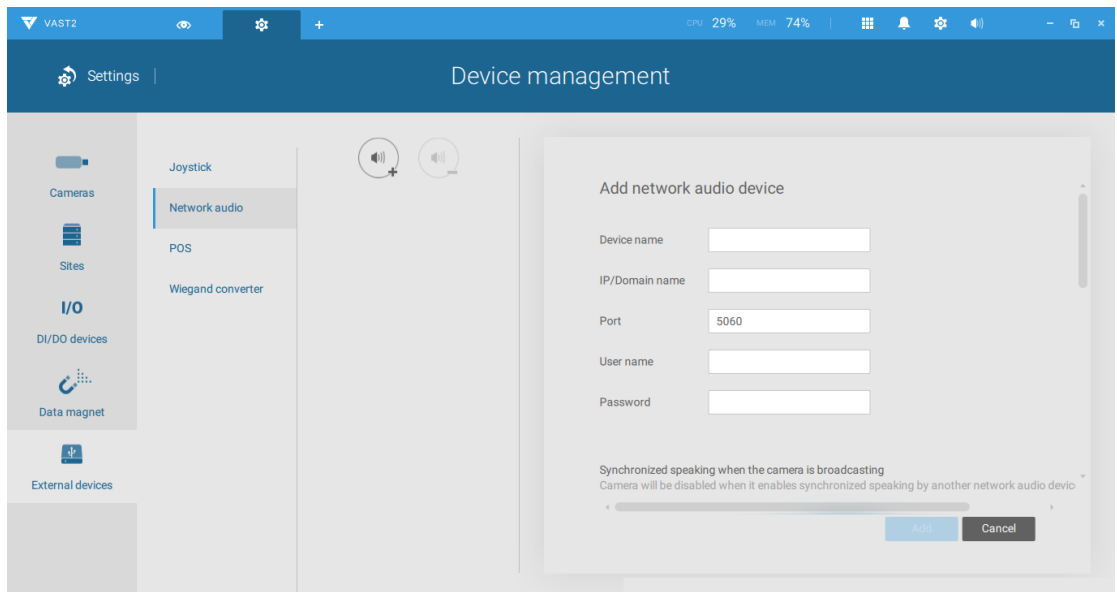 VAST2
CPU 29% MEM 74%
Settings
Device management
Cameras
Sites
I/O
DI/DO devices
Data magnet
External devices
Joystick
Network audio
POS
Wiegand converter
Add network audio device
Device name
IP/Domain name
Port 5060
User name
Password
Synchronized speaking when the camera is broadcasting
Camera will be disabled when it enables synchronized speaking by another network audio devic
Add Cancel